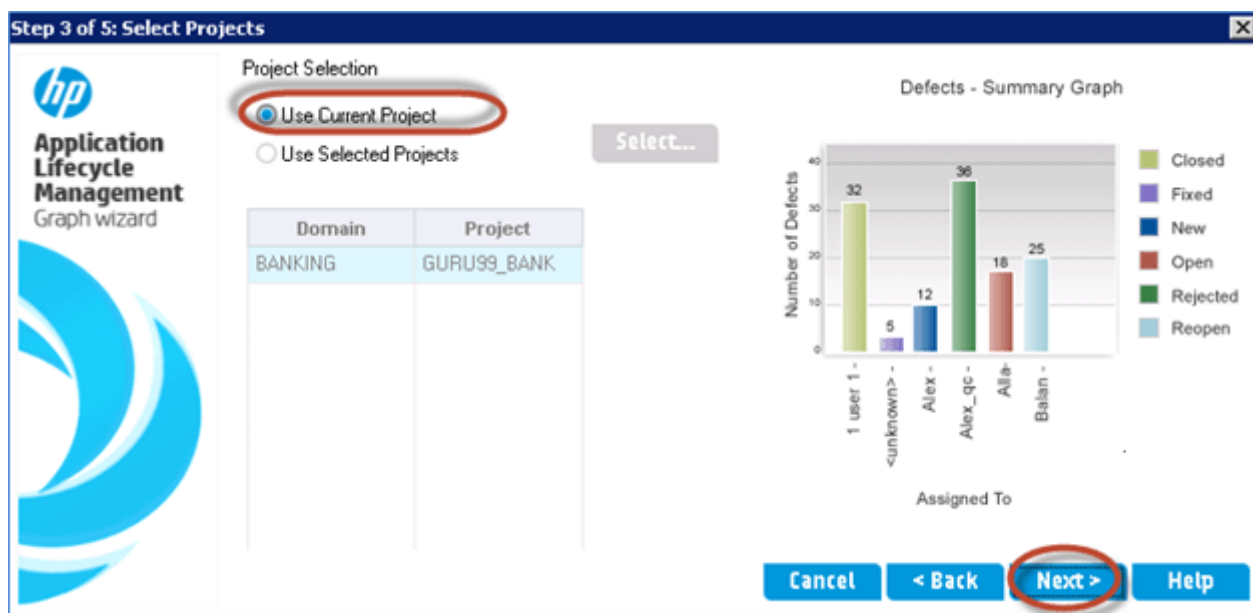 Step 3 of 5: Select Projects
hp
Application
Lifecycle
Management
Graph wizard
Project Selection
Use Current Project
Use Selected Projects
Select...
Domain Project
BANKING GURU99_BANK
Defects - Summary Graph
Number of Defects
40
30
20
10
0
32
5
12
36
18
25
1 user 1 -
<unknown> -
Alex -
Alex_qc -
Alla-
Balan -
Assigned To
Closed
Fixed
New
Open
Rejected
Reopen
Cancel < Back Next > Help